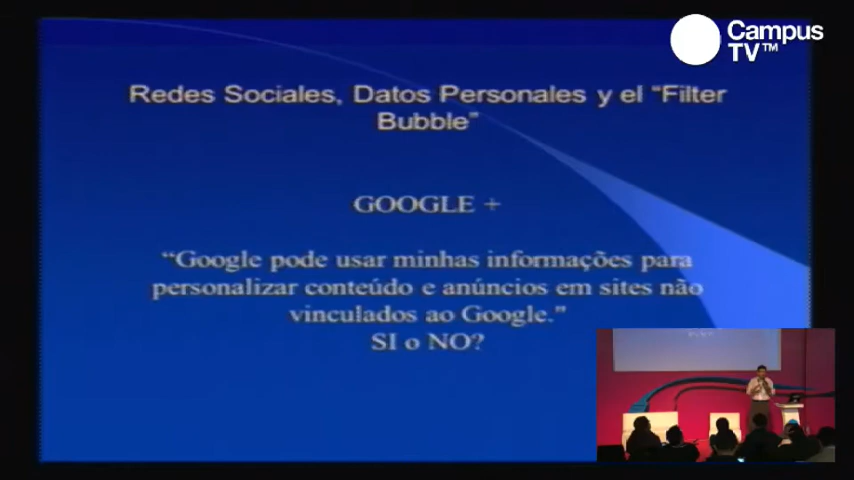 Campus
TV™
Redes Sociales, Datos Personales y el "Filter
Bubble"
GOOGLE +
"Google pode usar minhas informações para
personalizar conteúdo e anúncios em sites não
vinculados ao Google."
SI o NO?